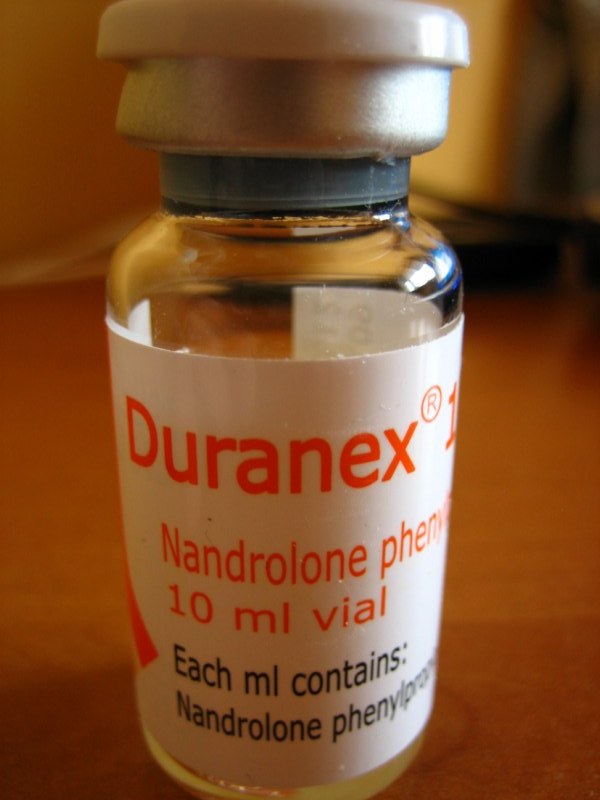 Duranex® 1
Nandrolone pheny
10 ml vial
Each ml contains:
Nandrolone phenylprop